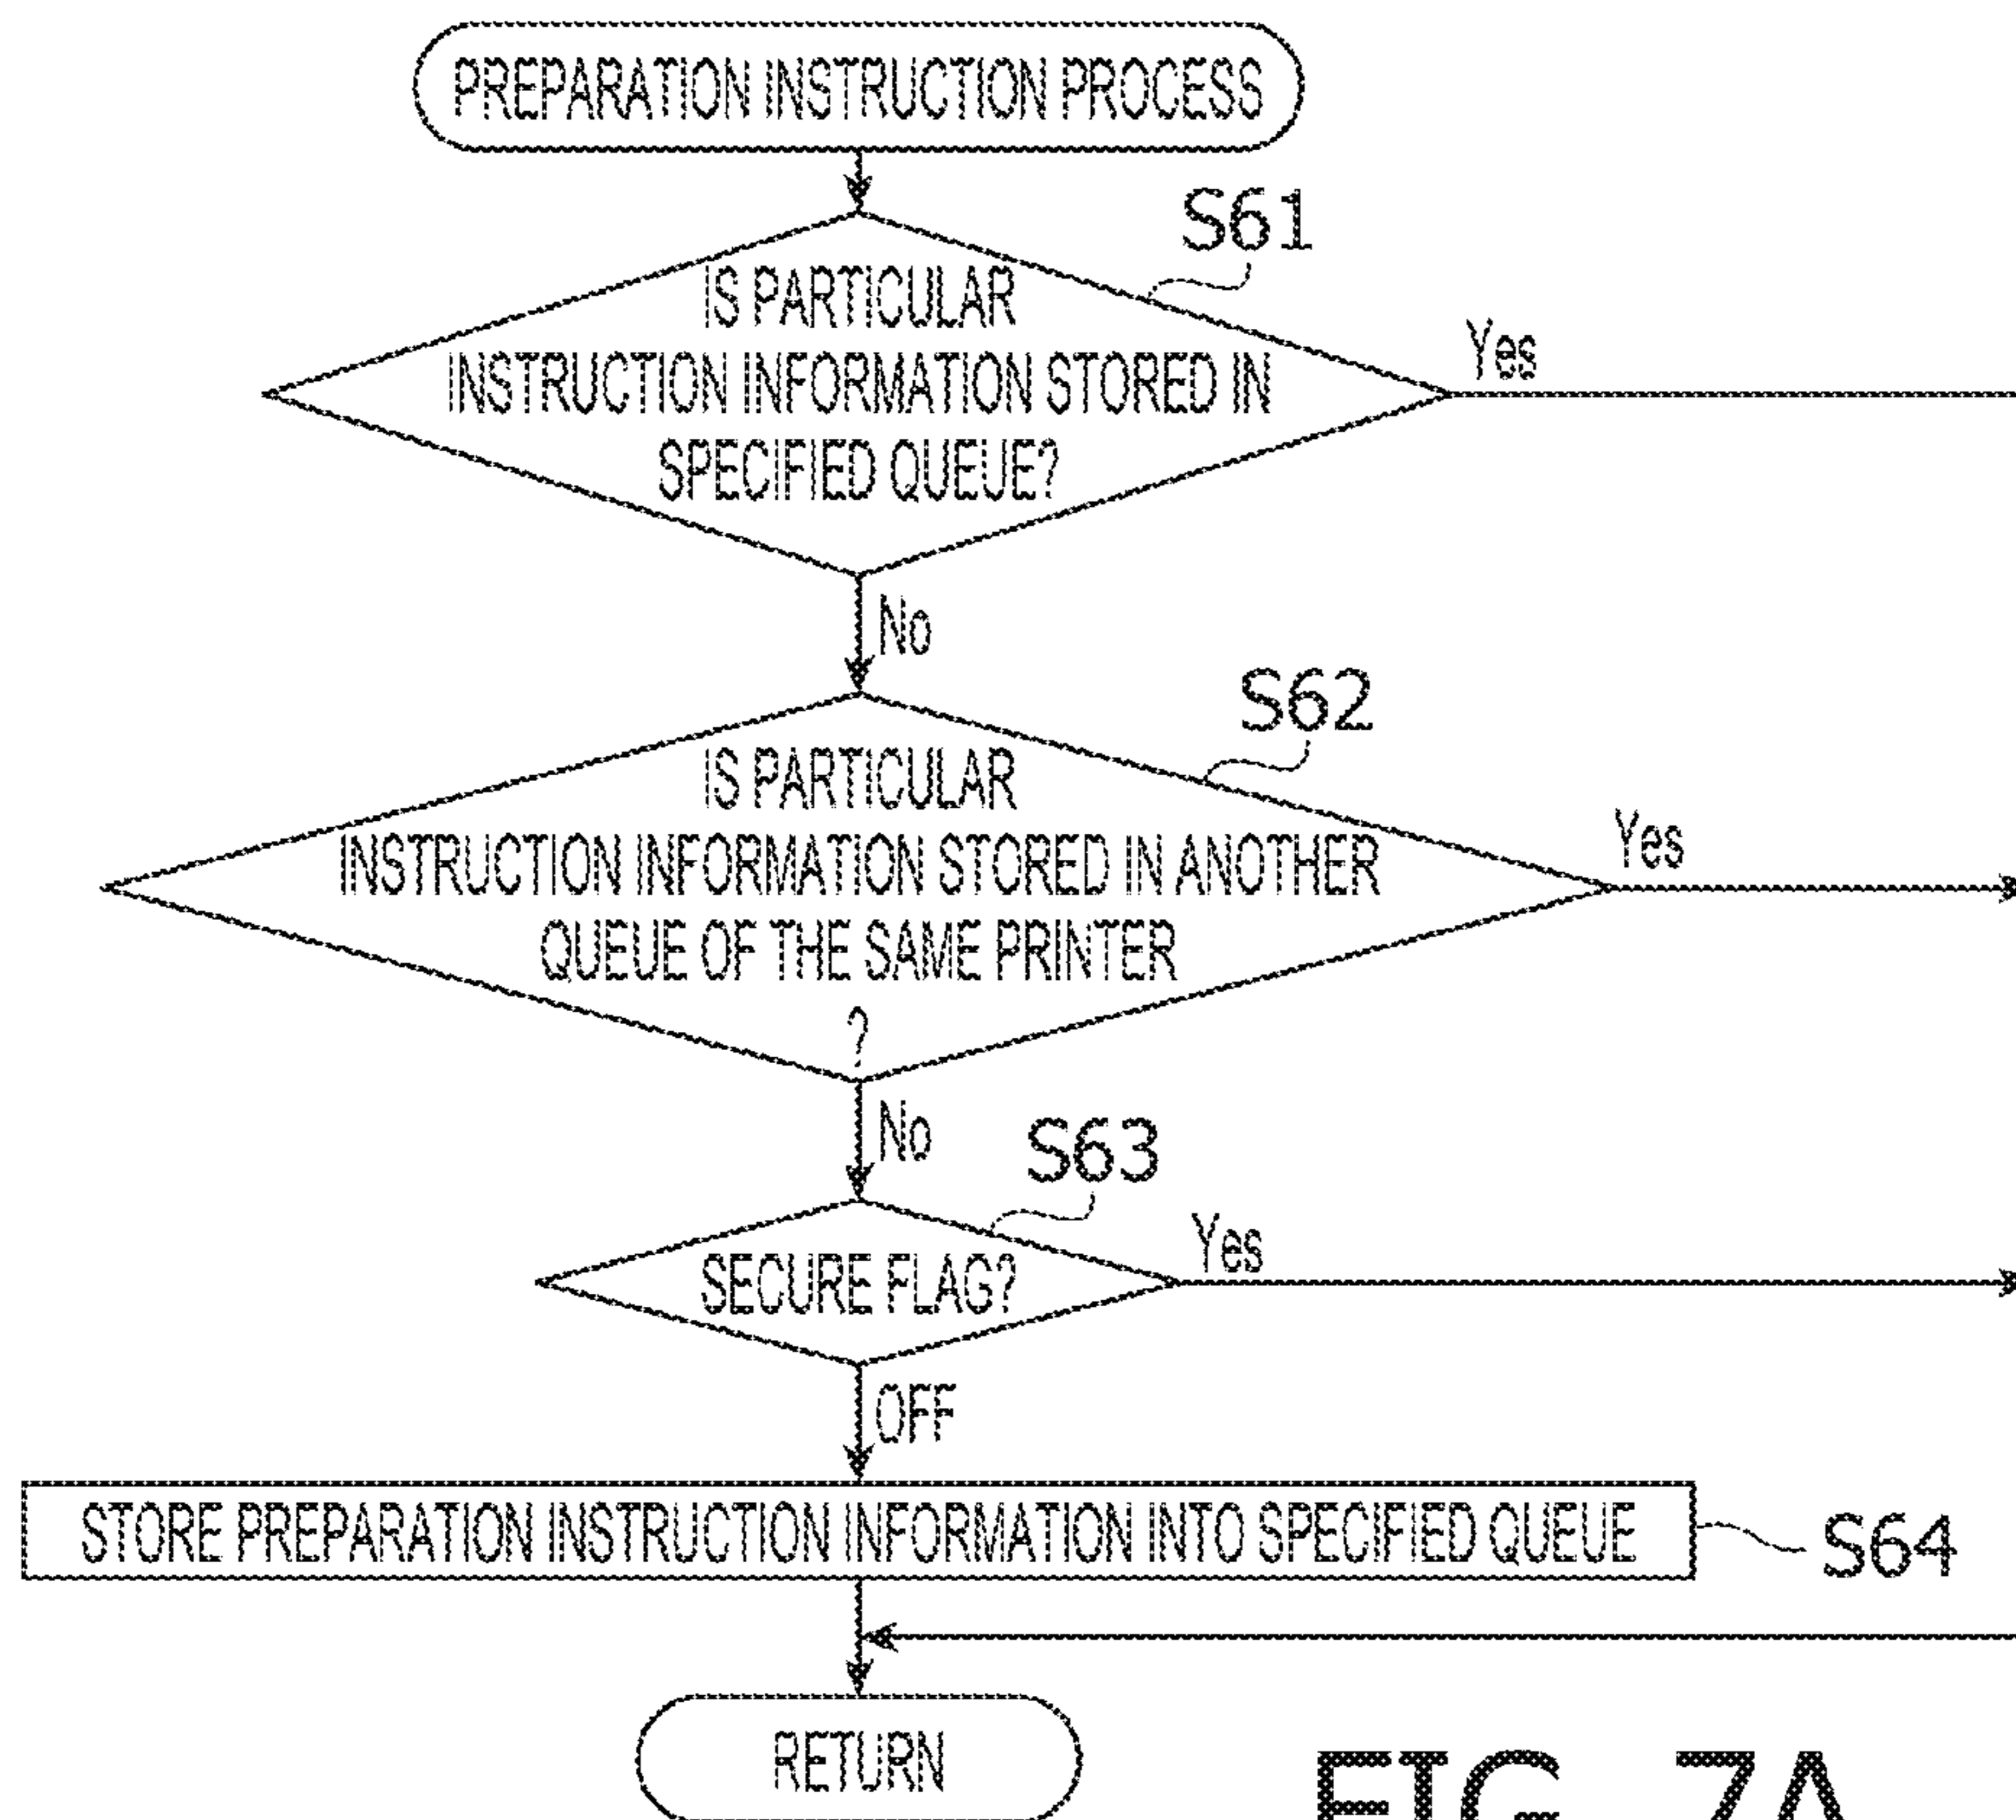 PREPARATION INSTRUCTION PROCESS
S61
IS PARTICULAR
INSTRUCTION INFORMATION STORED IN
SPECIFIED QUEUE?
Yes
No
S62
IS PARTICULAR
INSTRUCTION INFORMATION STORED IN ANOTHER
QUEUE OF THE SAME PRINTER
?
Yes
No
S63
SECURE FLAG?
Yes
OFF
STORE PREPARATION INSTRUCTION INFORMATION INTO SPECIFIED QUEUE
S64
RETURN
FIG. 7A